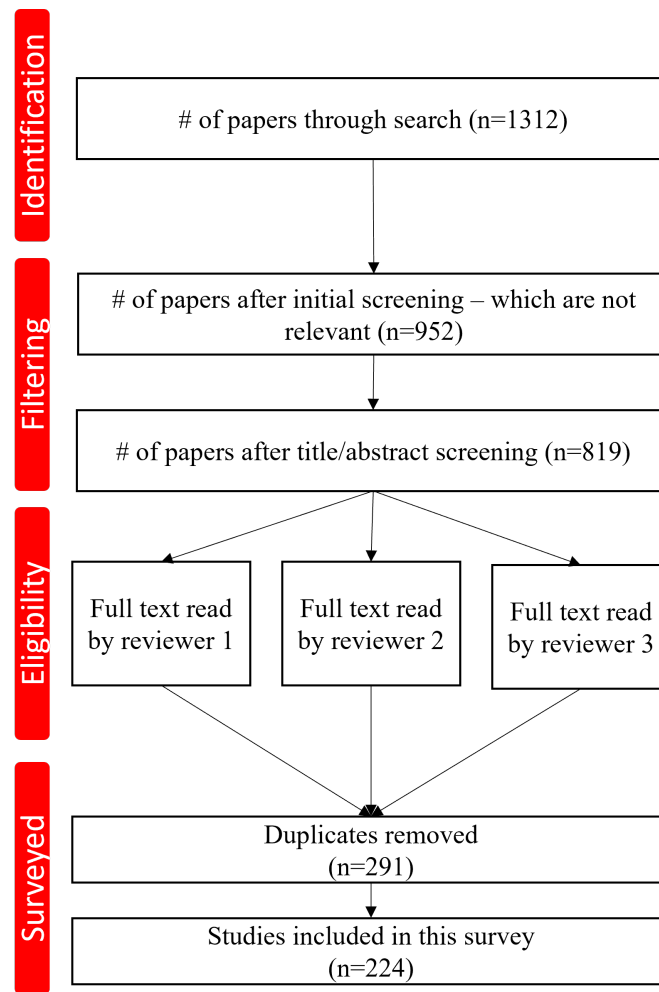 Identification
# of papers through search (n=1312)
Filtering
# of papers after initial screening – which are not
relevant (n=952)
# of papers after title/abstract screening (n=819)
Eligibility
Full text read
by reviewer 1
Full text read
by reviewer 2
Full text read
by reviewer 3
Surveyed
Duplicates removed
(n=291)
Studies included in this survey
(n=224)